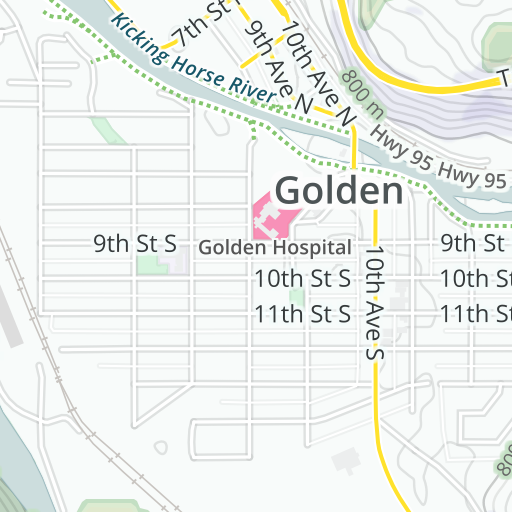 7th St S
Kicking Horse River
9th Ave N
10th Ave N
T
800 m
Hwy 95 Hwy 95
Golden
9th St S
Golden Hospital
9th St
10th St S
10th St
11th St S
11th St
10th Ave S
800